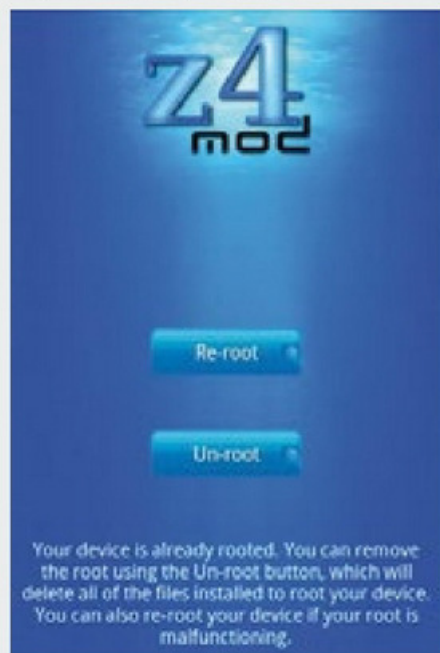 z4
mod
Re-root
Un-root
Your device is already rooted. You can remove
the root using the Un-root button, which will
delete all of the files installed to root your device.
You can also re-root your device if your root is
malfunctioning.